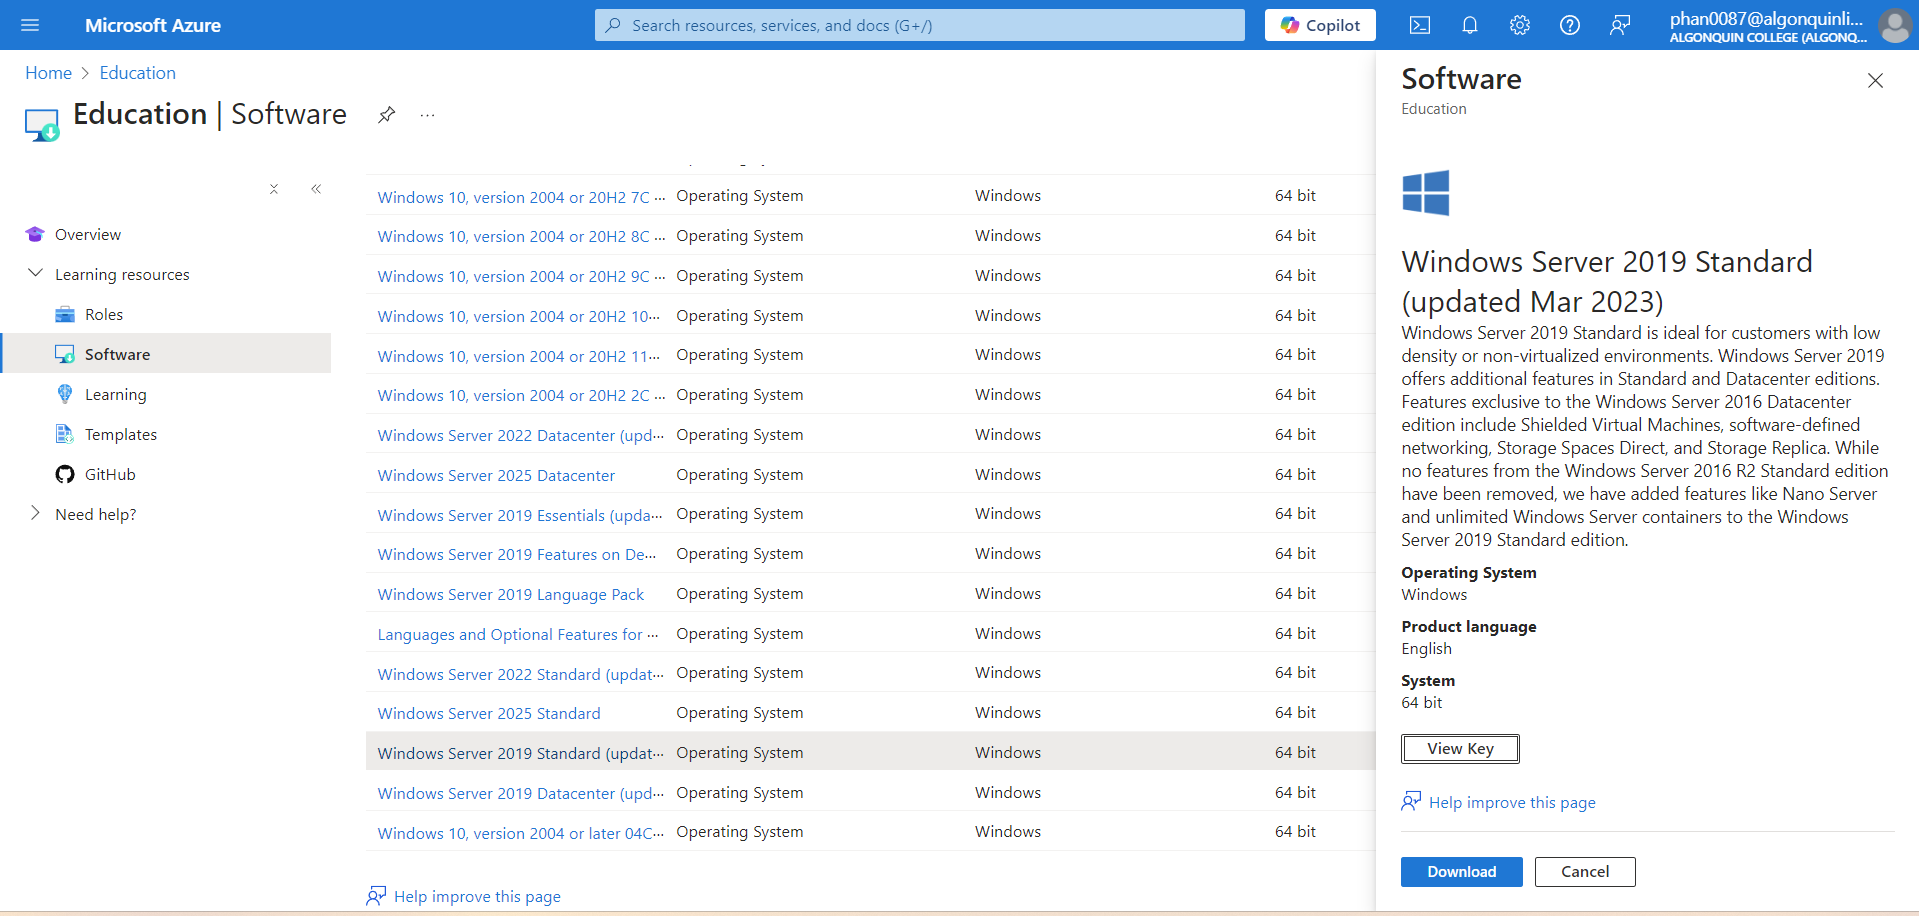 Microsoft Azure
Search resources, services, and docs (G+/)
Copilot
phan0087@algonquinli...
ALGONQUIN COLLEGE (ALGONQ...
Home > Education
Education | Software
...
Overview
Learning resources
Roles
Software
Learning
Templates
GitHub
Need help?
Windows 10, version 2004 or 20H2 7C ... Operating System Windows 64 bit
Windows 10, version 2004 or 20H2 8C ... Operating System Windows 64 bit
Windows 10, version 2004 or 20H2 9C ... Operating System Windows 64 bit
Windows 10, version 2004 or 20H2 10... Operating System Windows 64 bit
Windows 10, version 2004 or 20H2 11... Operating System Windows 64 bit
Windows 10, version 2004 or 20H2 2C ... Operating System Windows 64 bit
Windows Server 2022 Datacenter (upd... Operating System Windows 64 bit
Windows Server 2025 Datacenter Operating System Windows 64 bit
Windows Server 2019 Essentials (upda... Operating System Windows 64 bit
Windows Server 2019 Features on De... Operating System Windows 64 bit
Windows Server 2019 Language Pack Operating System Windows 64 bit
Languages and Optional Features for ... Operating System Windows 64 bit
Windows Server 2022 Standard (updat... Operating System Windows 64 bit
Windows Server 2025 Standard Operating System Windows 64 bit
Windows Server 2019 Standard (updat... Operating System Windows 64 bit
Windows Server 2019 Datacenter (upd... Operating System Windows 64 bit
Windows 10, version 2004 or later 04C... Operating System Windows 64 bit
Help improve this page
Software
Education
Windows Server 2019 Standard
(updated Mar 2023)
Windows Server 2019 Standard is ideal for customers with low
density or non-virtualized environments. Windows Server 2019
offers additional features in Standard and Datacenter editions.
Features exclusive to the Windows Server 2016 Datacenter
edition include Shielded Virtual Machines, software-defined
networking, Storage Spaces Direct, and Storage Replica. While
no features from the Windows Server 2016 R2 Standard edition
have been removed, we have added features like Nano Server
and unlimited Windows Server containers to the Windows
Server 2019 Standard edition.
Operating System
Windows
Product language
English
System
64 bit
View Key
Help improve this page
Download
Cancel